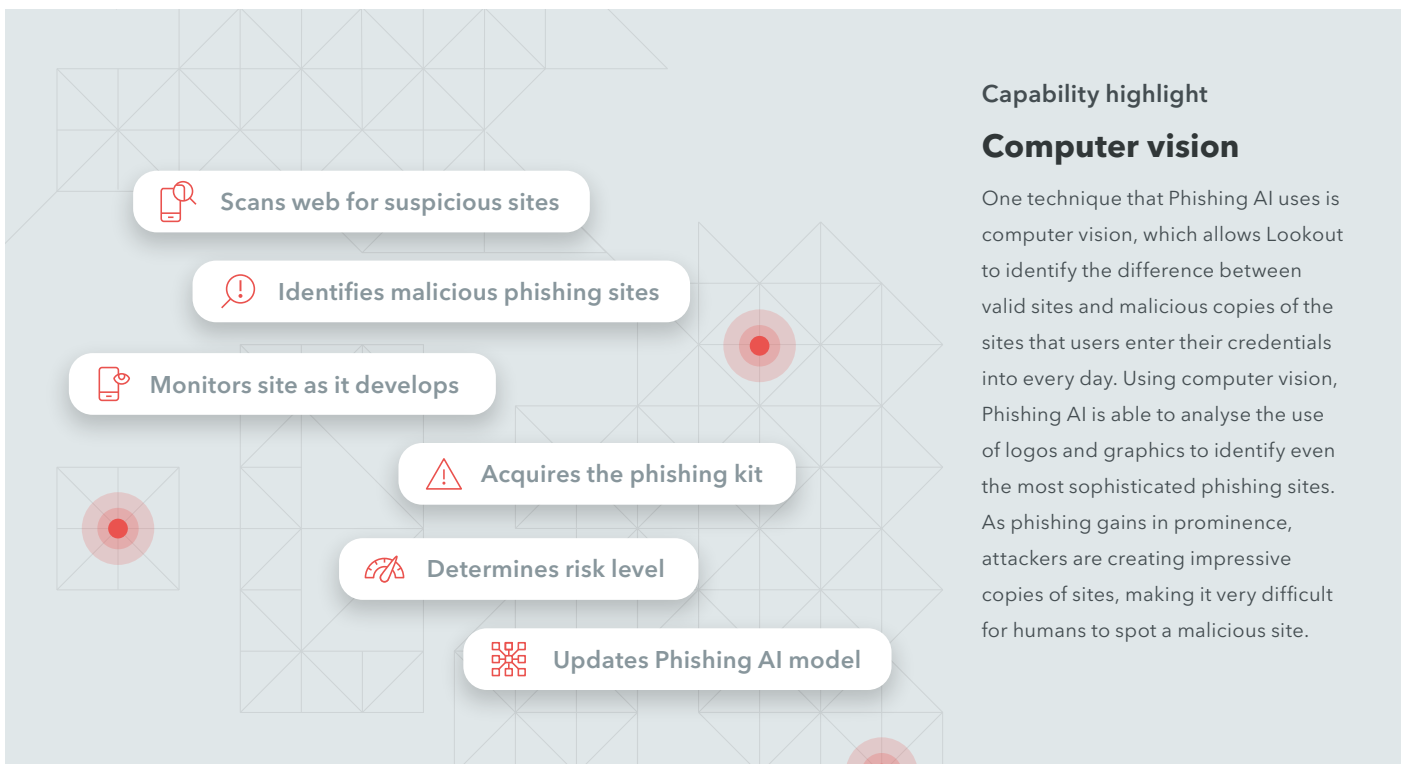 Scans web for suspicious sites
Identifies malicious phishing sites
Monitors site as it develops
Acquires the phishing kit
Determines risk level
Updates Phishing AI model
Capability highlight
Computer vision
One technique that Phishing AI uses is
computer vision, which allows Lookout
to identify the difference between
valid sites and malicious copies of the
sites that users enter their credentials
into every day. Using computer vision,
Phishing AI is able to analyse the use
of logos and graphics to identify even
the most sophisticated phishing sites.
As phishing gains in prominence,
attackers are creating impressive
copies of sites, making it very difficult
for humans to spot a malicious site.